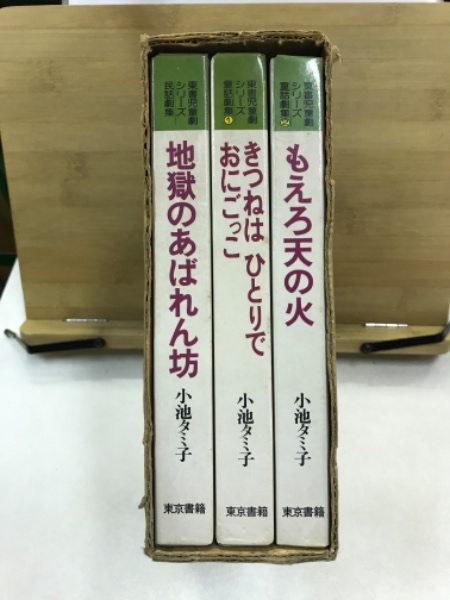 東書児童劇
シリーズ
民話劇集
地獄のあばれん坊
小池タミ子
東京書籍
東書児童劇
シリーズ
童話劇集1
きつねは ひとりで
おにごっこ
小池タミ子
東京書籍
東書児童劇
シリーズ
童話劇集2
もえろ天の火
小池タミ子
東京書籍